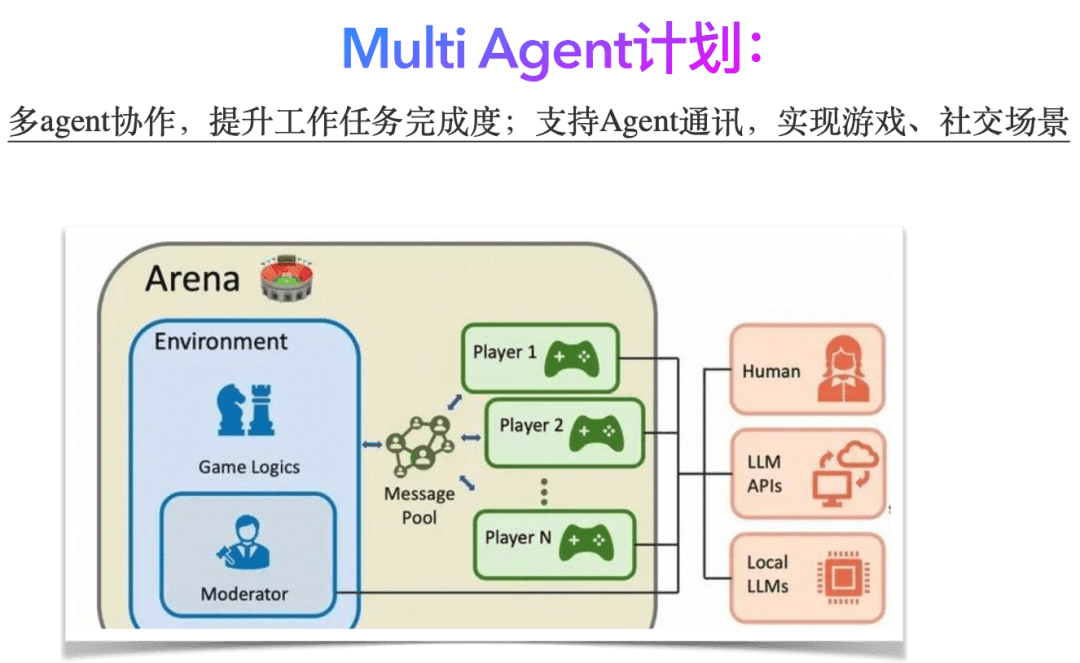 Multi Agent计划：
多agent协作，提升工作任务完成度；支持Agent通讯，实现游戏、社交场景
Arena
Environment
Game Logics
Moderator
Message
Pool
Player 1
Player 2
Player N
Human
LLM
APIs
Local
LLMs